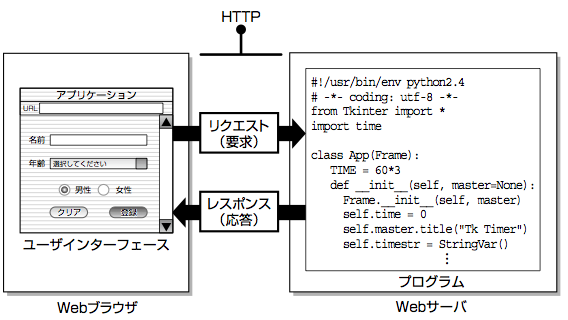 HTTP
アプリケーション
URL
名前
年齢 選択してください
男性 女性
クリア 登録
ユーザインターフェース
Webブラウザ
リクエスト
(要求)
レスポンス
(応答)
#!/usr/bin/env python2.4
# -*- coding: utf-8 -*-
from Tkinter import *
import time
class App(Frame):
TIME = 60*3
def __init__(self, master=None):
Frame.__init__(self, master)
self.time = 0
self.master.title("Tk Timer")
self.timestr = StringVar()
⋮
プログラム
Webサーバ